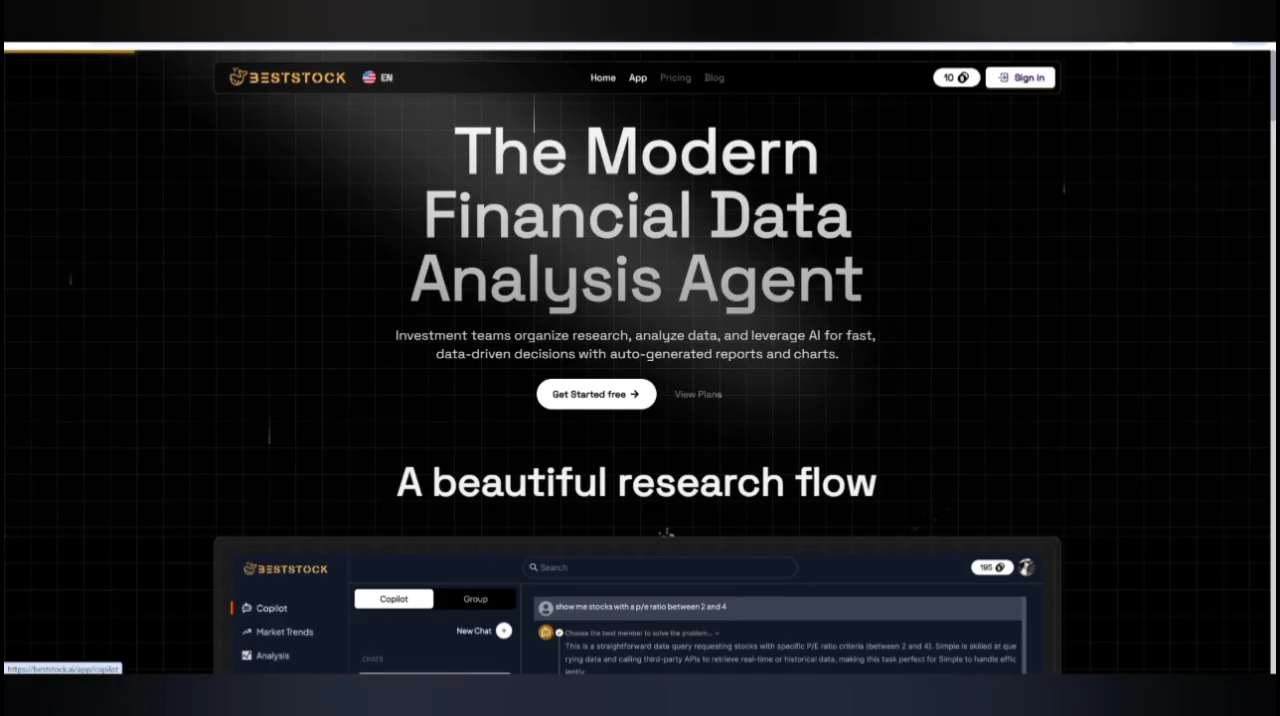 BESTSTOCK
EN
Home
App
Pricing
Blog
10
Sign in
The Modern
Financial Data
Analysis Agent
Investment teams organize research, analyze data, and leverage AI for fast,
data-driven decisions with auto-generated reports and charts.
Get Started free
View Plans
A beautiful research flow
BESTSTOCK
Search
195
Copilot
Market Trends
Analysis
Copilot
Group
New Chat
CHATS
show me stocks with a p/e ratio between 2 and 4
Choose the best member to solve the problem...
This is a straightforward data query requesting stocks with specific P/E ratio criteria (between 2 and 4). Simple is skilled at que
rying data and calling third-party APIs to retrieve real-time or historical data, making this task perfect for Simple to handle effic
iently.
https://beststock.ai/app/copilot